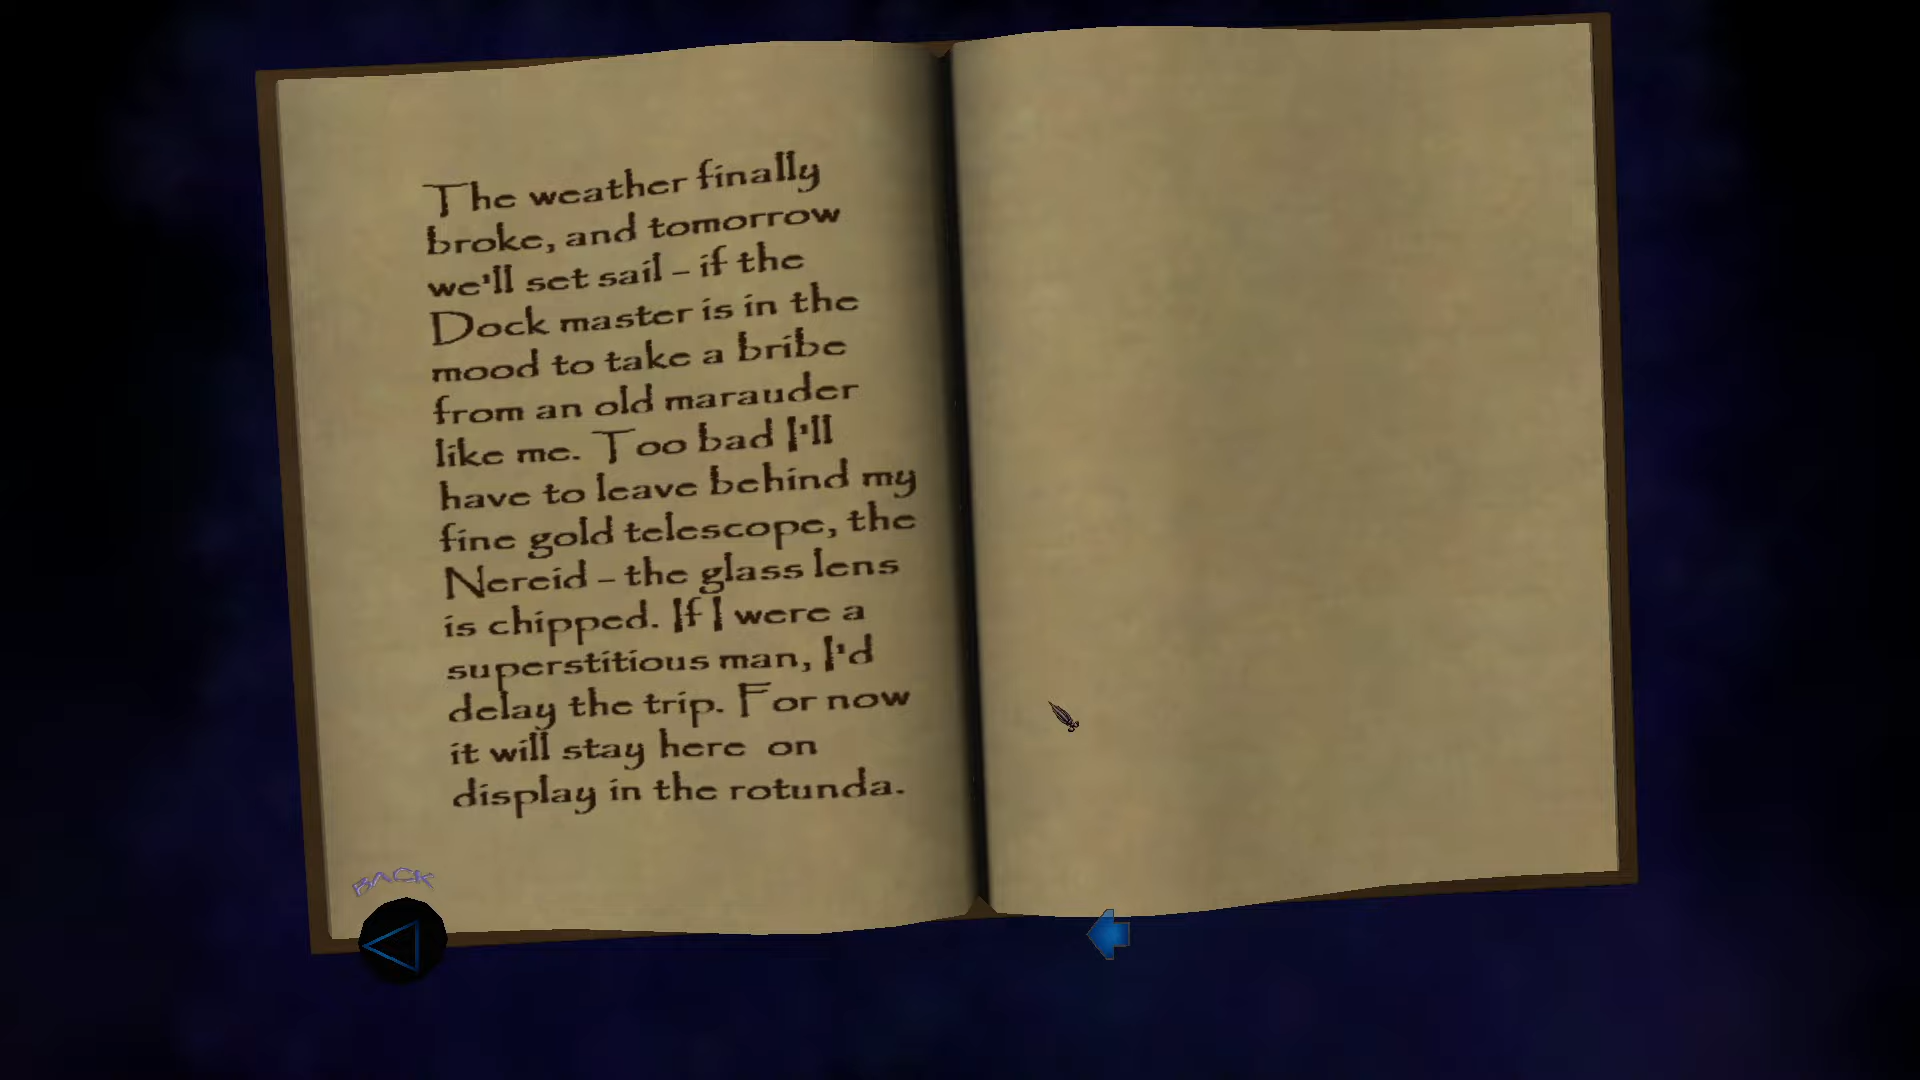 The weather finally
broke, and tomorrow
we'll set sail - if the
Dock master is in the
mood to take a bribe
from an old marauder
like me. Too bad I'll
have to leave behind my
fine gold telescope, the
Nereid - the glass lens
is chipped. If I were a
superstitious man, I'd
delay the trip. For now
it will stay here on
display in the rotunda.
BACK